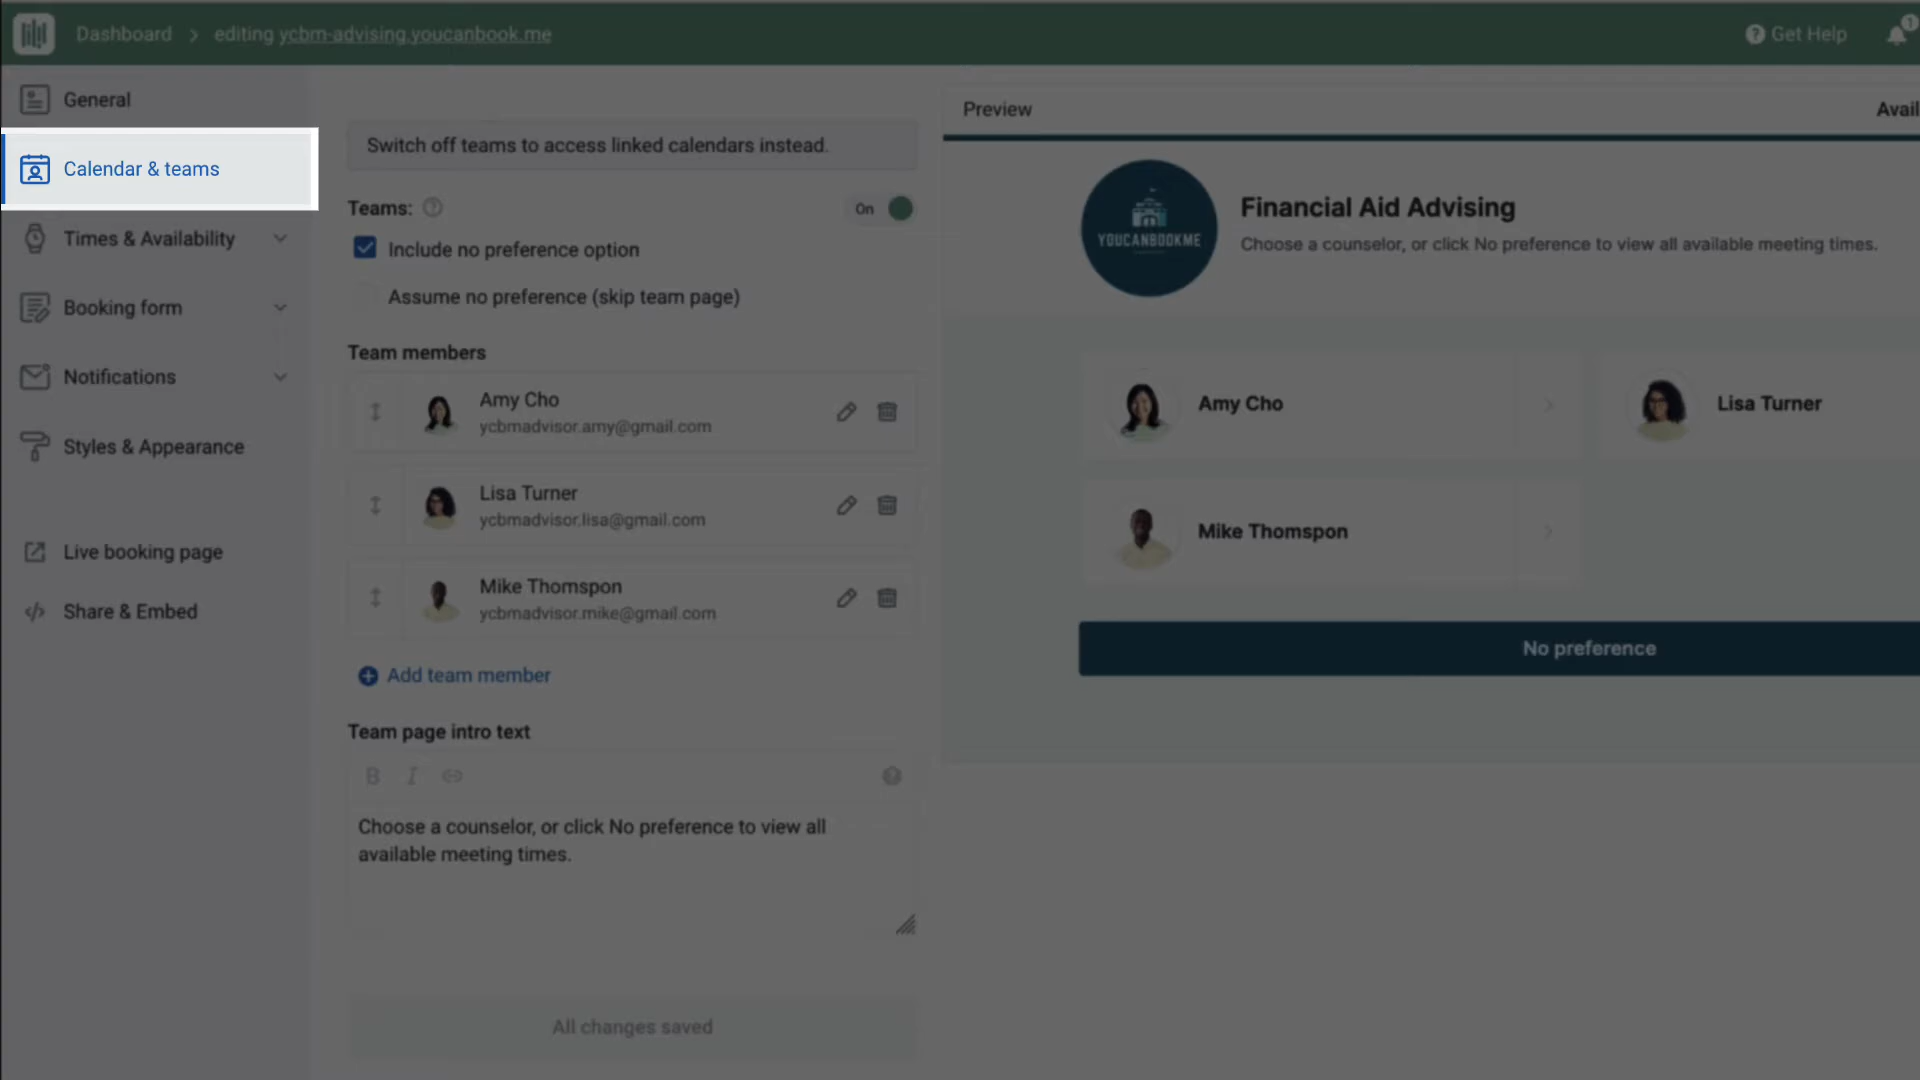 Dashboard > editing ycbm-advising.youcanbook.me
Get Help
1
General
Calendar & teams
Times & Availability
Booking form
Notifications
Styles & Appearance
Live booking page
Share & Embed
Switch off teams to access linked calendars instead.
Teams:
On
Include no preference option
Assume no preference (skip team page)
Team members
Amy Cho
ycbmadvisor.amy@gmail.com
Lisa Turner
ycbmadvisor.lisa@gmail.com
Mike Thomspon
ycbmadvisor.mike@gmail.com
Add team member
Team page intro text
B I
Choose a counselor, or click No preference to view all
available meeting times.
All changes saved
Preview
Avail
YOUCANBOOKME
Financial Aid Advising
Choose a counselor, or click No preference to view all available meeting times.
Amy Cho
Lisa Turner
Mike Thomspon
No preference